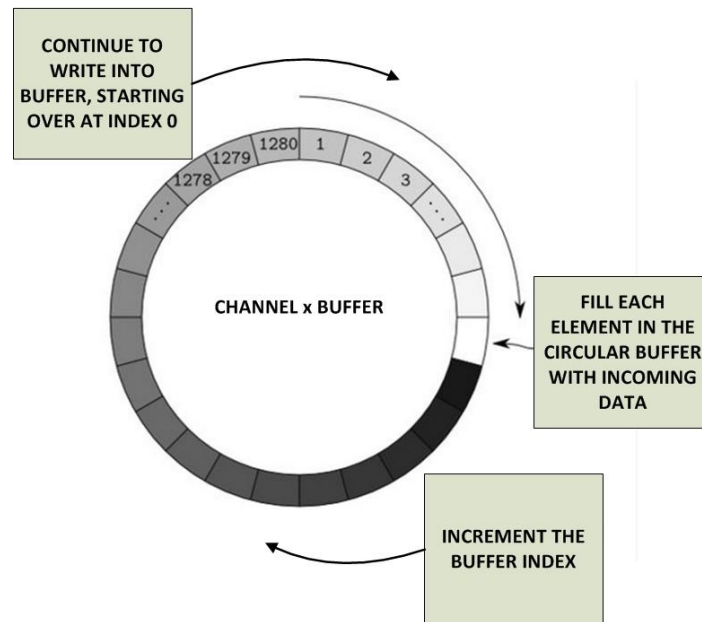 CONTINUE TO
WRITE INTO
BUFFER, STARTING
OVER AT INDEX 0
1278
1279
1280
1
2
3
...
...
CHANNEL x BUFFER
FILL EACH
ELEMENT IN THE
CIRCULAR BUFFER
WITH INCOMING
DATA
INCREMENT THE
BUFFER INDEX